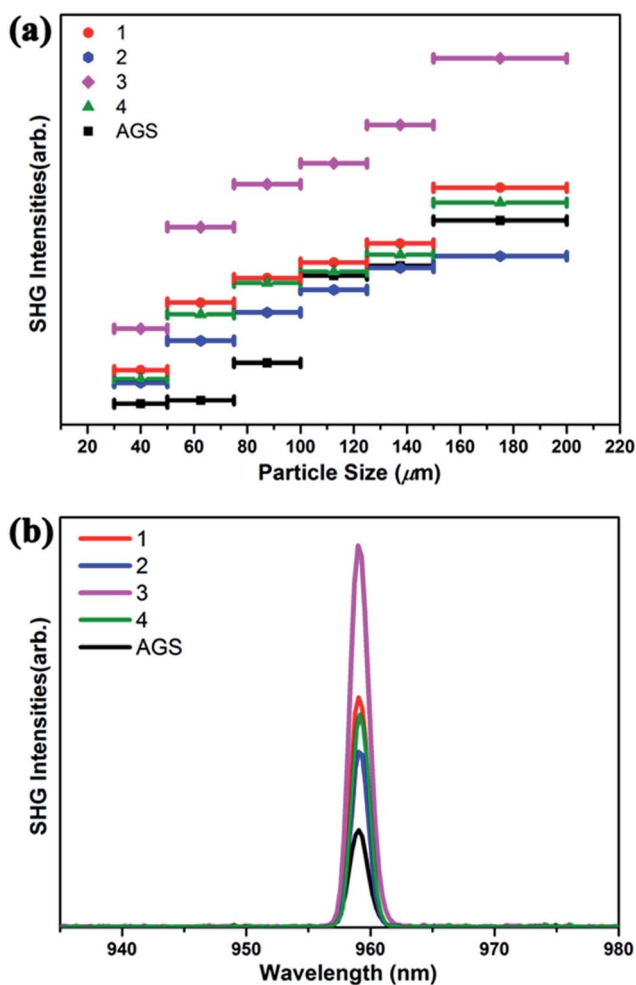 (a)
1
2
3
4
AGS
SHG Intensities(arb.)
20 40 60 80 100 120 140 160 180 200 220
Particle Size (μm)
(b)
1
2
3
4
AGS
SHG Intensities(arb.)
940 950 960 970 980
Wavelength (nm)